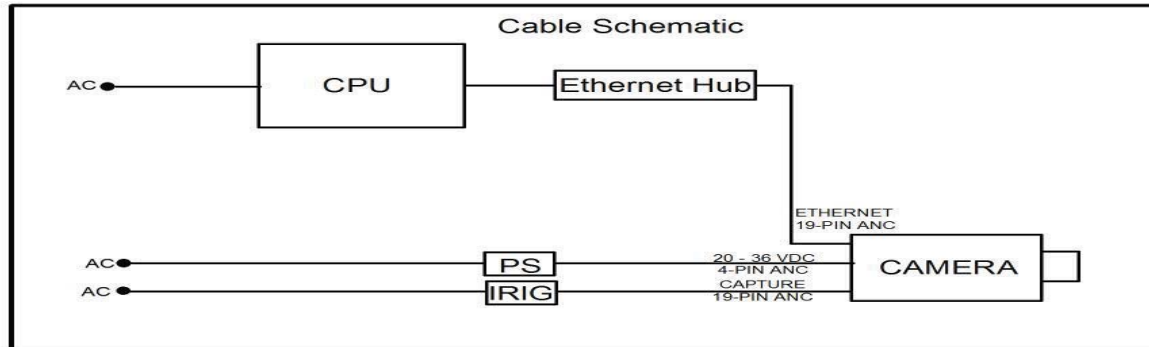 Cable Schematic
AC
CPU
Ethernet Hub
ETHERNET
19-PIN ANC
AC
PS
20 - 36 VDC
4-PIN ANC
CAMERA
AC
IRIG
CAPTURE
19-PIN ANC